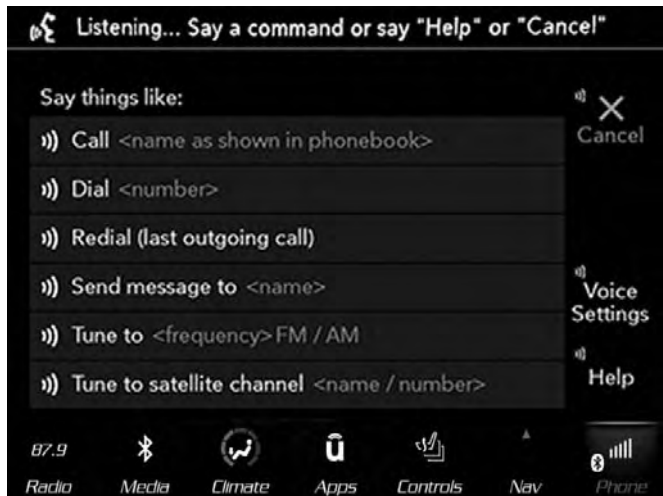 Listening... Say a command or say "Help" or "Cancel"
Say things like:
Call <name as shown in phonebook>
Cancel
Dial <number>
Redial (last outgoing call)
Send message to <name>
Voice
Settings
Tune to <frequency> FM / AM
Tune to satellite channel <name / number>
Help
87.9
ū
Radio Media Climate Apps Controls Nav Phone